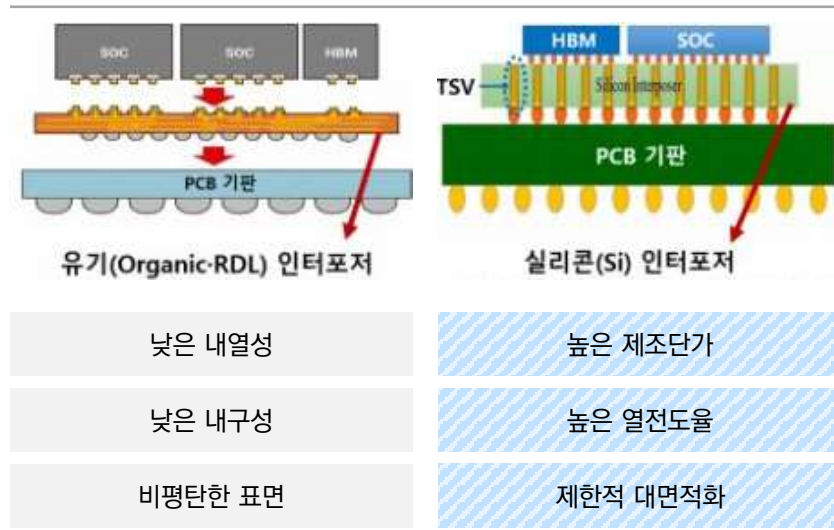 SOC
SOC
HBM
PCB 기판
유기(Organic·RDL) 인터포저
HBM
SOC
TSV
Silicon Interposer
PCB 기판
실리콘(Si) 인터포저
낮은 내열성
높은 제조단가
낮은 내구성
높은 열전도율
비평탄한 표면
제한적 대면적화